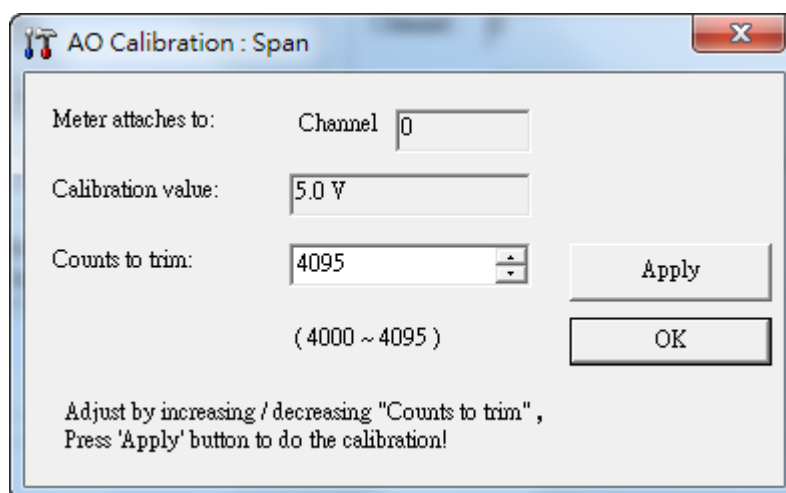 AO Calibration : Span
Meter attaches to: Channel 0
Calibration value: 5.0 V
Counts to trim: 4095
Apply
( 4000 ~ 4095 )
OK
Adjust by increasing / decreasing "Counts to trim" ,
Press 'Apply' button to do the calibration!